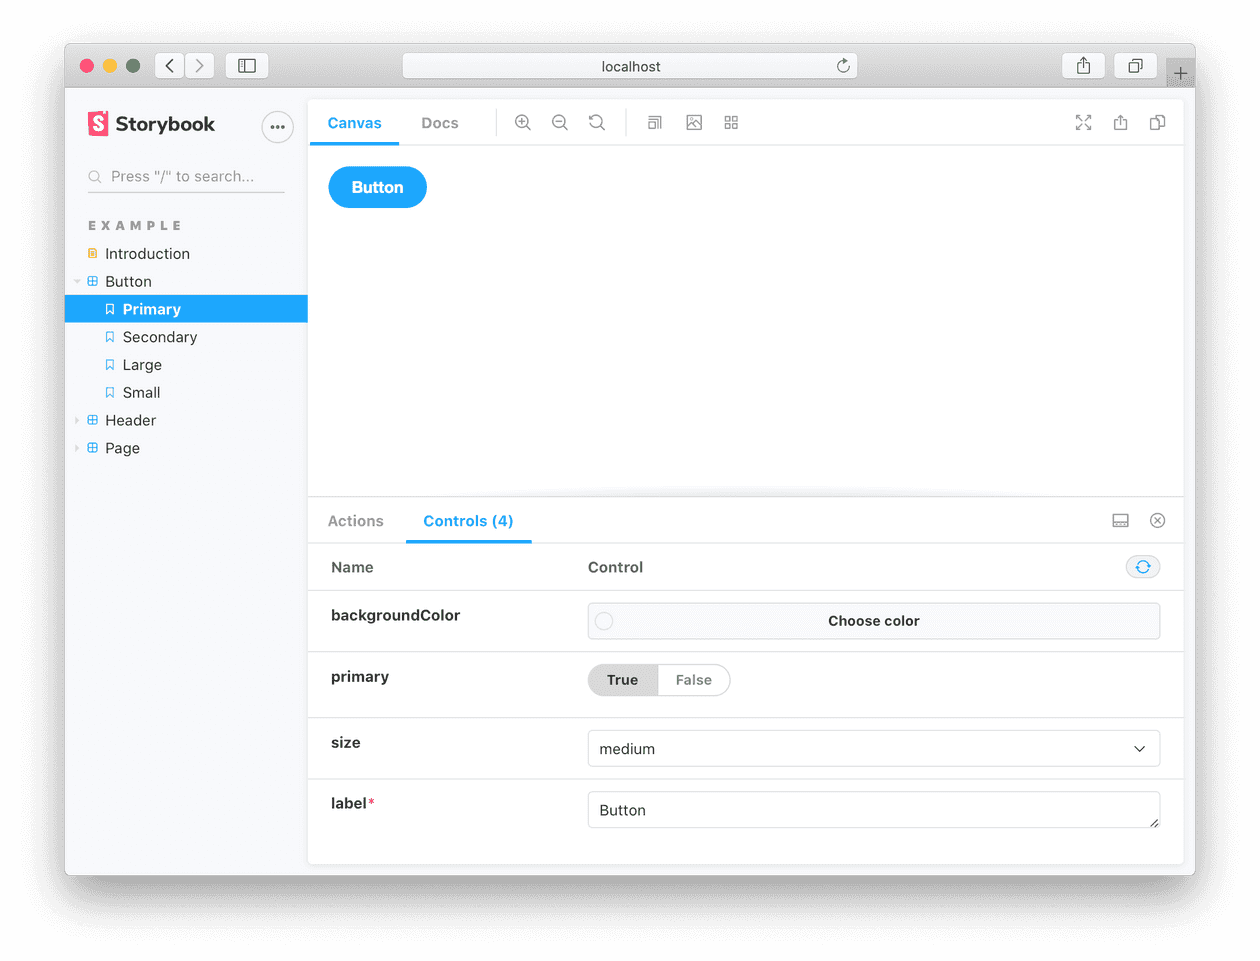 localhost
Storybook
Press "/" to search...
EXAMPLE
Introduction
Button
Primary
Secondary
Large
Small
Header
Page
Canvas Docs
Button
Actions Controls (4)
Name Control
backgroundColor Choose color
primary True False
size medium
label* Button